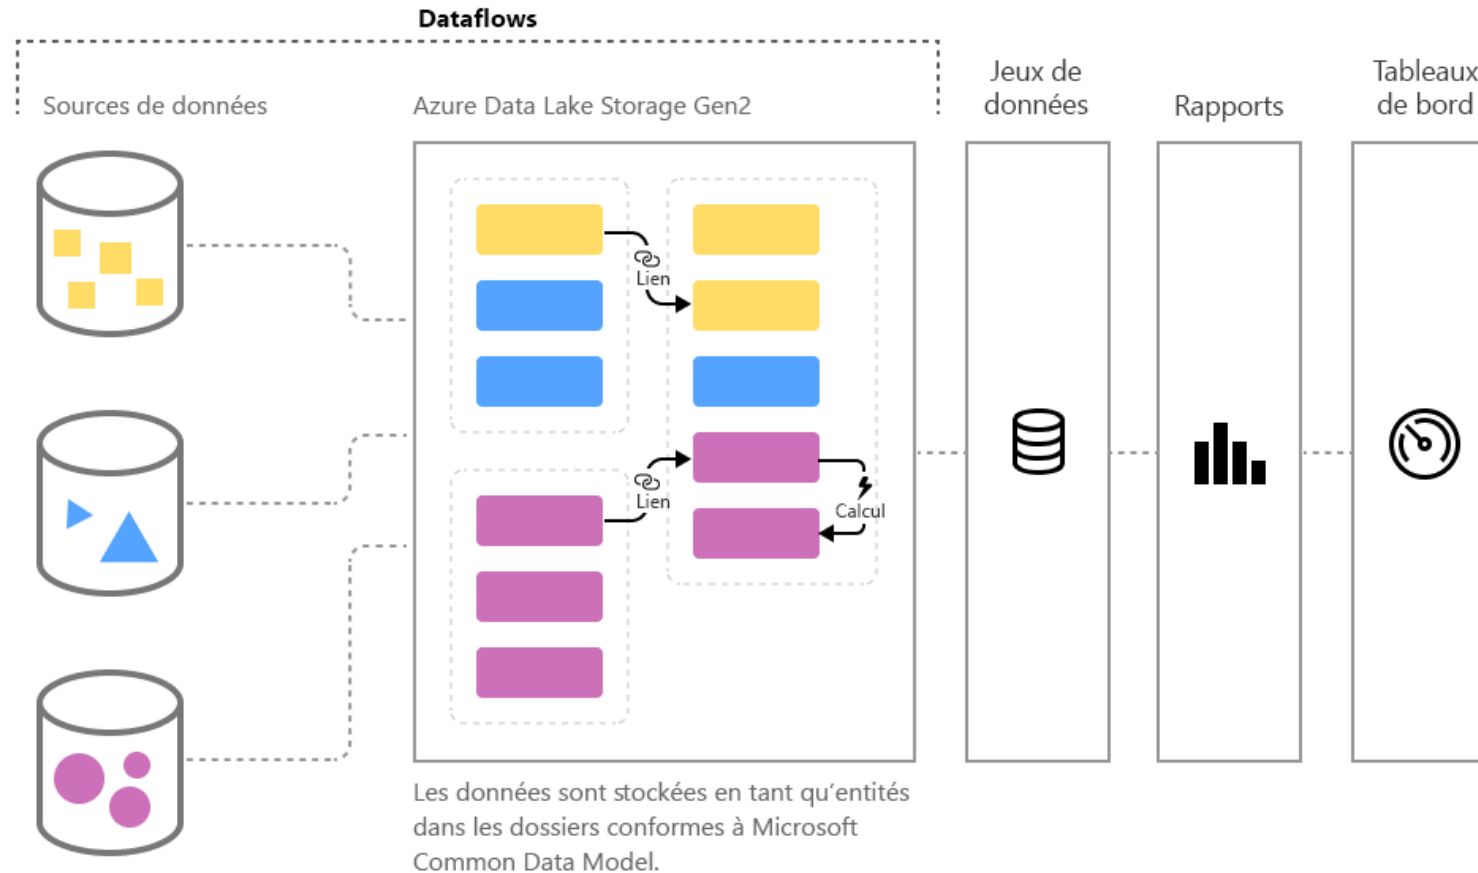 Dataflows
Sources de données
Azure Data Lake Storage Gen2
Jeux de
données
Rapports
Tableaux
de bord
Lien
Lien
Calcul
Les données sont stockées en tant qu'entités
dans les dossiers conformes à Microsoft
Common Data Model.